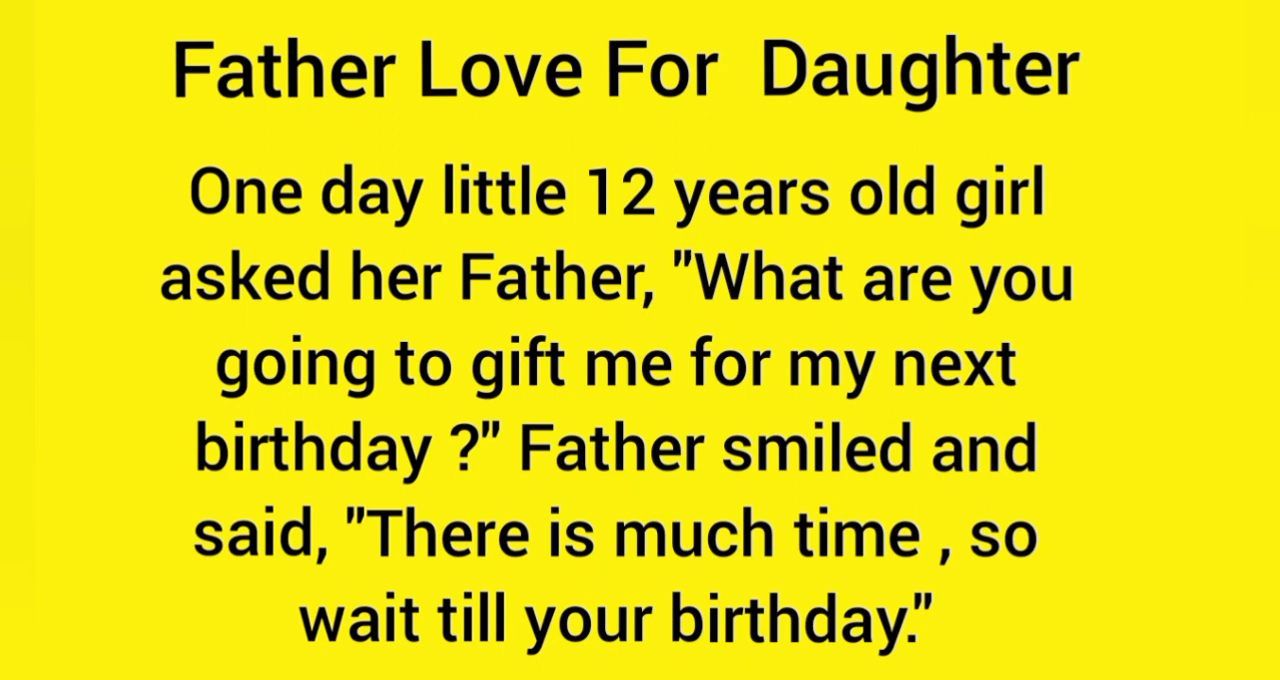 Father Love For  Daughter
One day little 12 years old girl
asked her Father, "What are you
going to gift me for my next
birthday ?" Father smiled and
said, "There is much time , so
wait till your birthday."